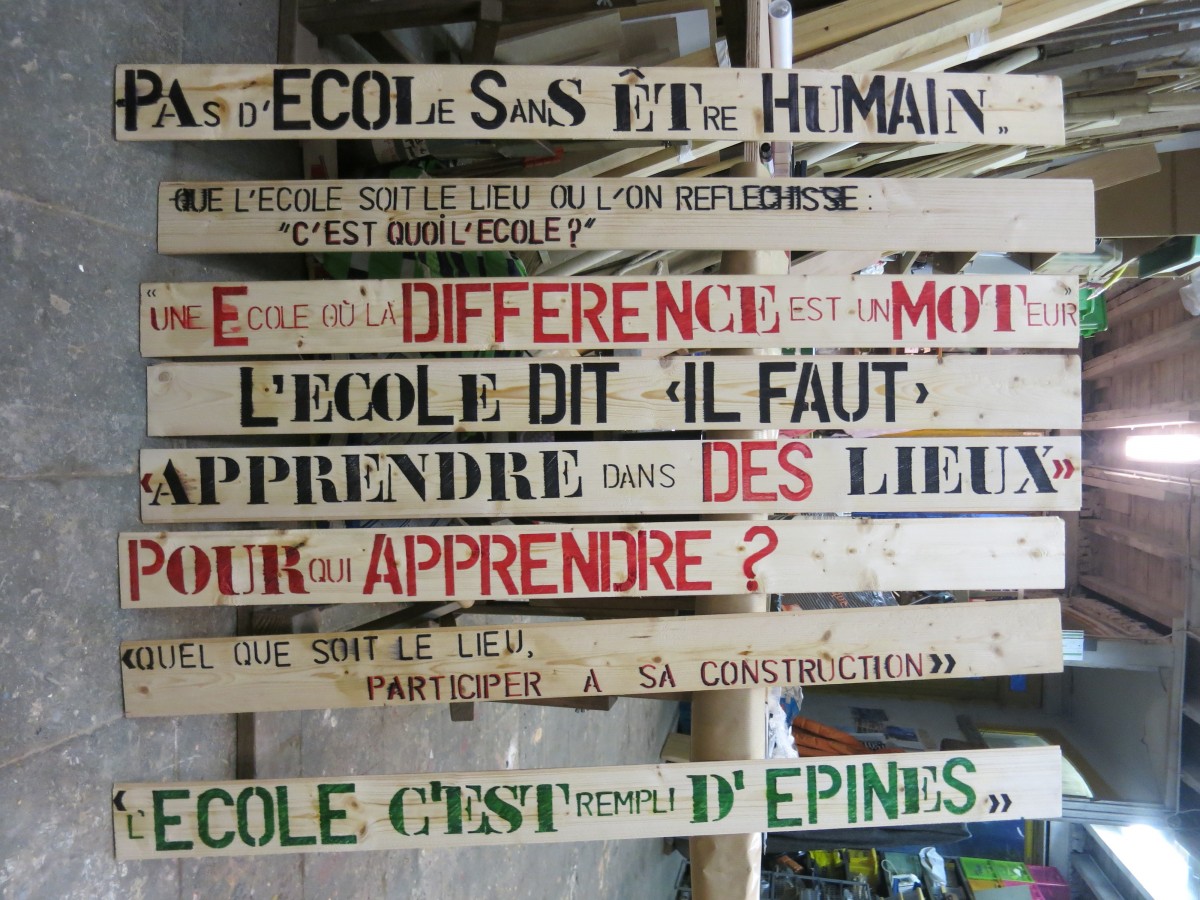 PAS D'ECOLE SANS ÊTRE HUMAIN "
QUE L'ECOLE SOIT LE LIEU OU L'ON REFLECHISSE :
"C'EST QUOI L'ECOLE ?"
"UNE ECOLE OÙ LA DIFFERENCE EST UN MOTEUR"
L'ECOLE DIT ‹IL FAUT›
«APPRENDRE DANS DES LIEUX»
POUR QUI APPRENDRE ?
«QUEL QUE SOIT LE LIEU,
PARTICIPER A SA CONSTRUCTION»
‹L'ECOLE C'EST REMPLI D'EPINES»